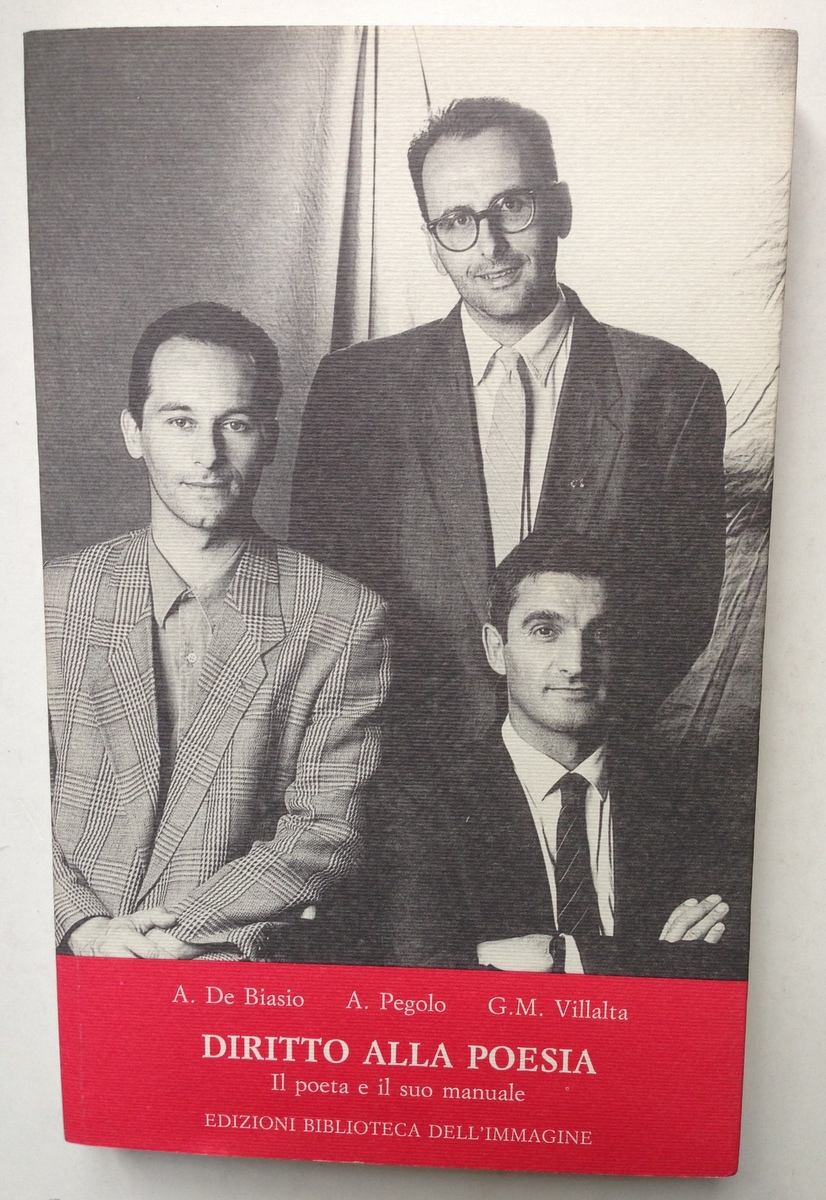 A. De Biasio A. Pegolo G.M. Villalta
DIRITTO ALLA POESIA
Il poeta e il suo manuale
EDIZIONI BIBLIOTECA DELL'IMMAGINE